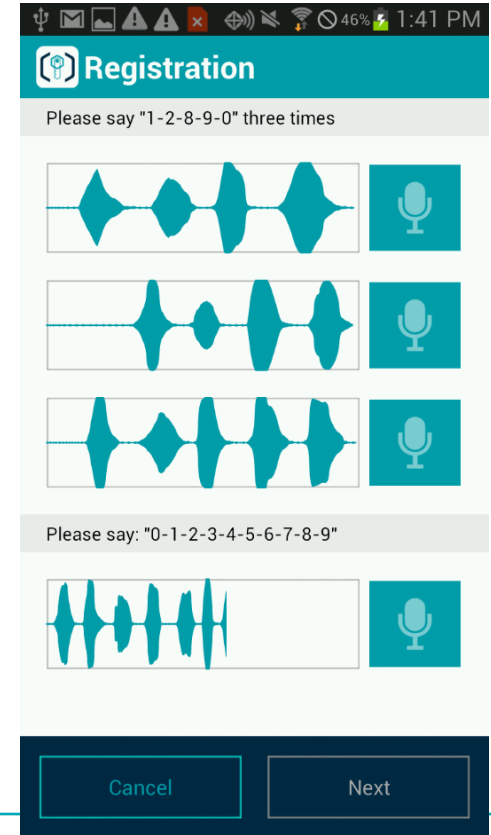 46% 1:41 PM
Registration
Please say "1-2-8-9-0" three times
Please say: "0-1-2-3-4-5-6-7-8-9"
Cancel Next